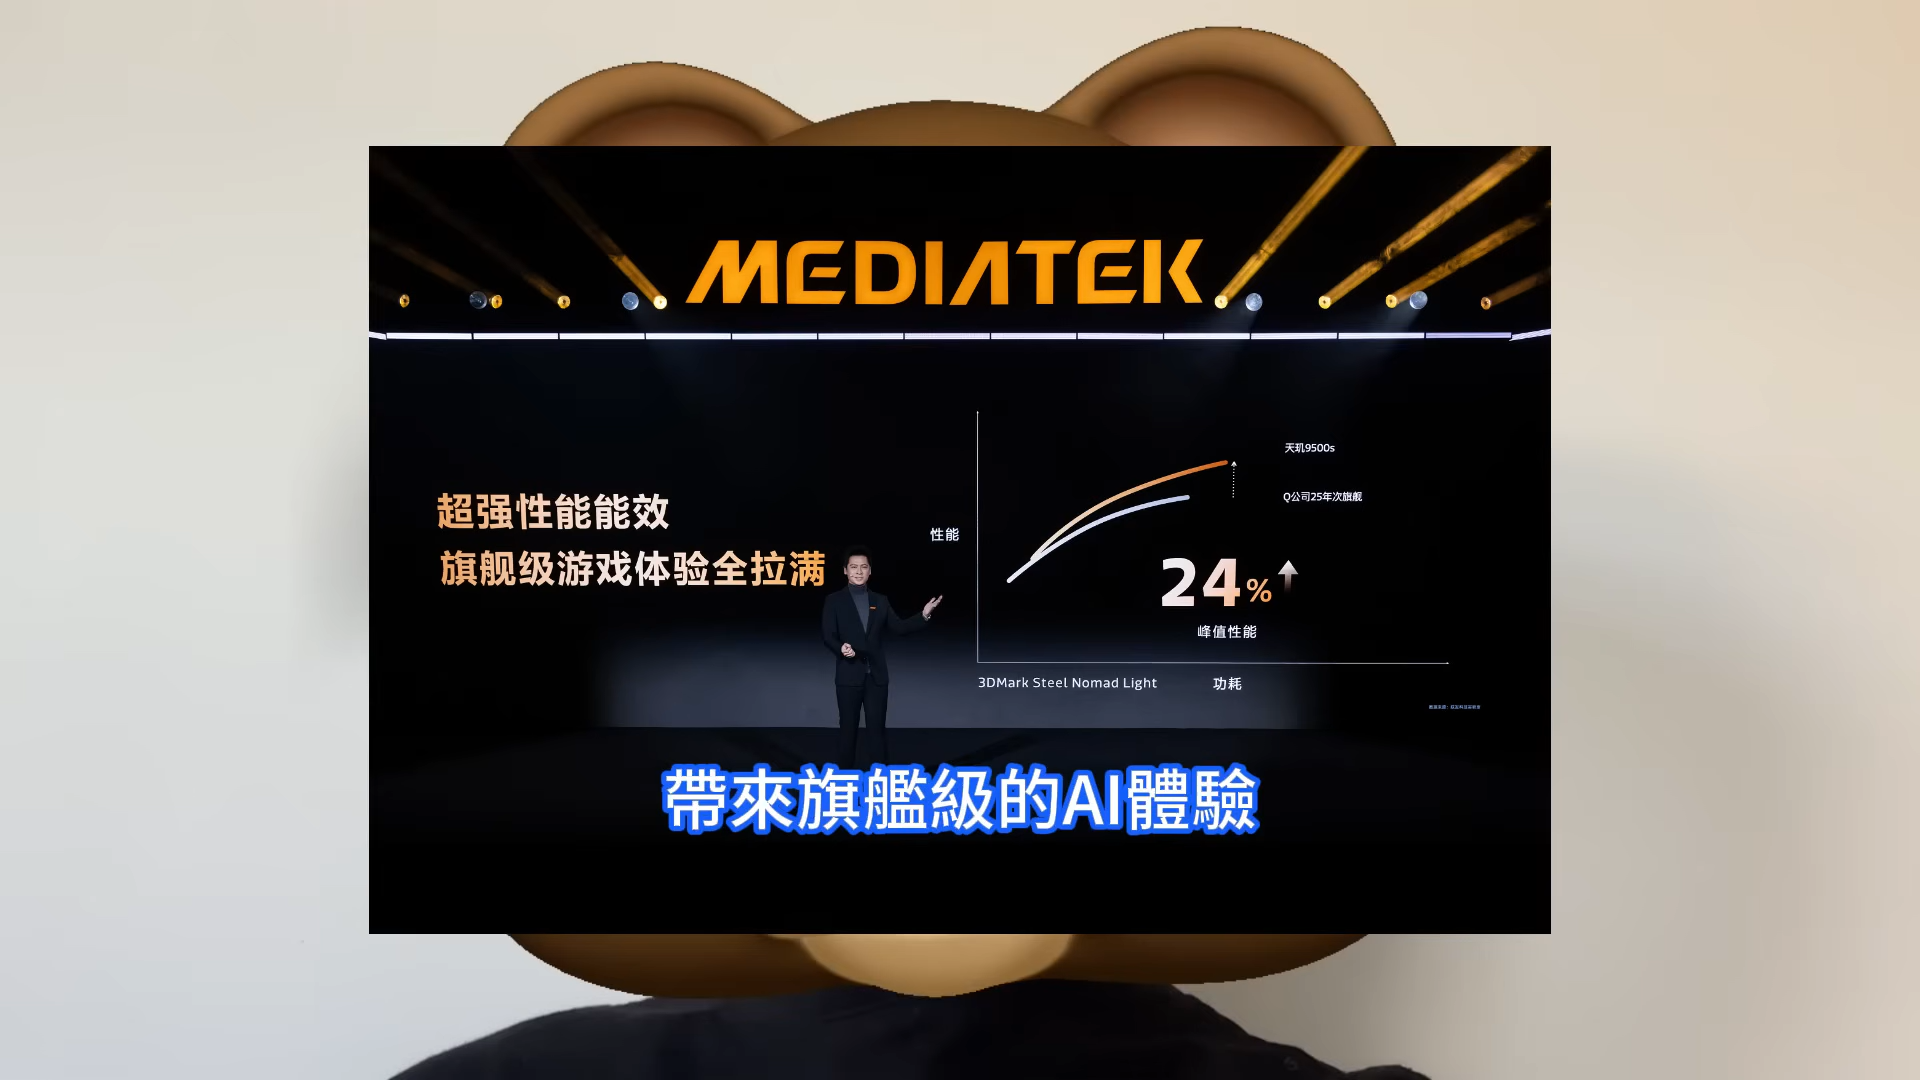 MEDIATEK
超强性能能效
旗舰级游戏体验全拉满
天玑9500s
Q公司25年次旗舰
性能
24%
峰值性能
3DMark Steel Nomad Light
功耗
帶來旗艦級的AI體驗